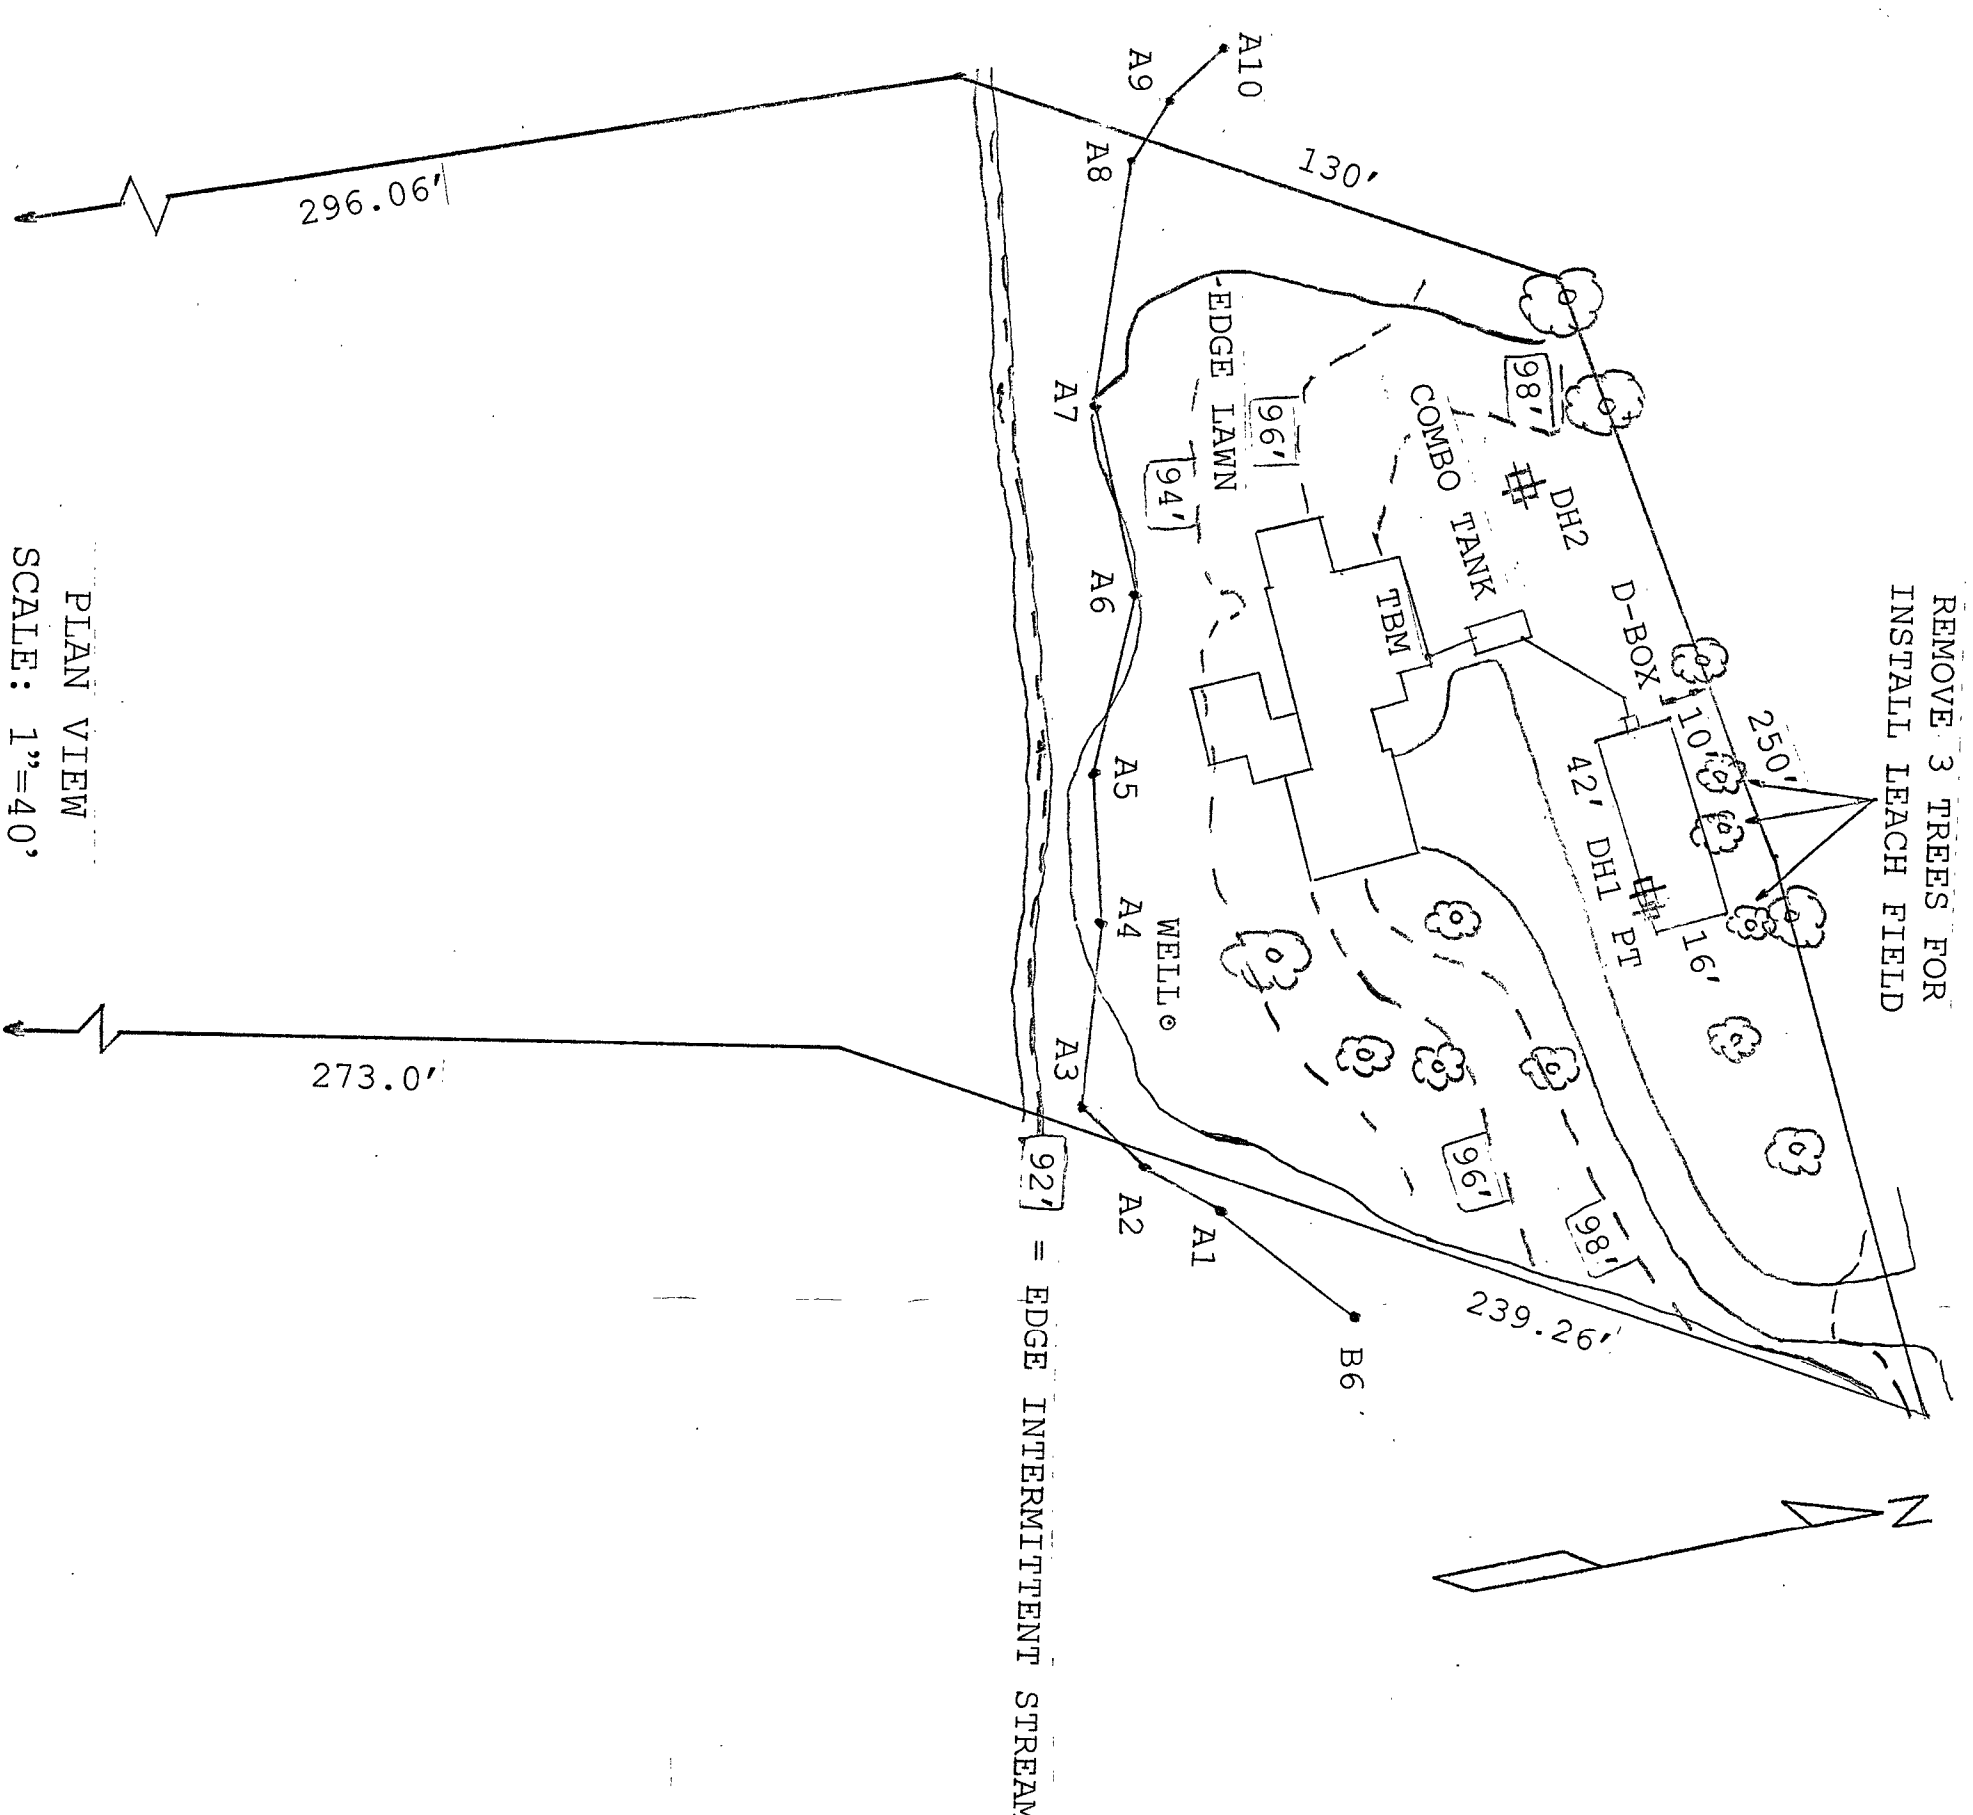 REMOVE 3 TREES FOR
INSTALL LEACH FIELD
250'
10'
D-BOX
42'
DH1
PT
16'
DH2
98'
COMBO TANK
TBM
130'
96'
EDGE LAWN
94'
A10
A9
A8
A7
A6
A5
A4
WELL
A3
A2
A1
B6
96'
98'
239.26'
N
92' = EDGE INTERMITTENT STREAM
296.06'
273.0'
PLAN VIEW
SCALE: 1"=40'